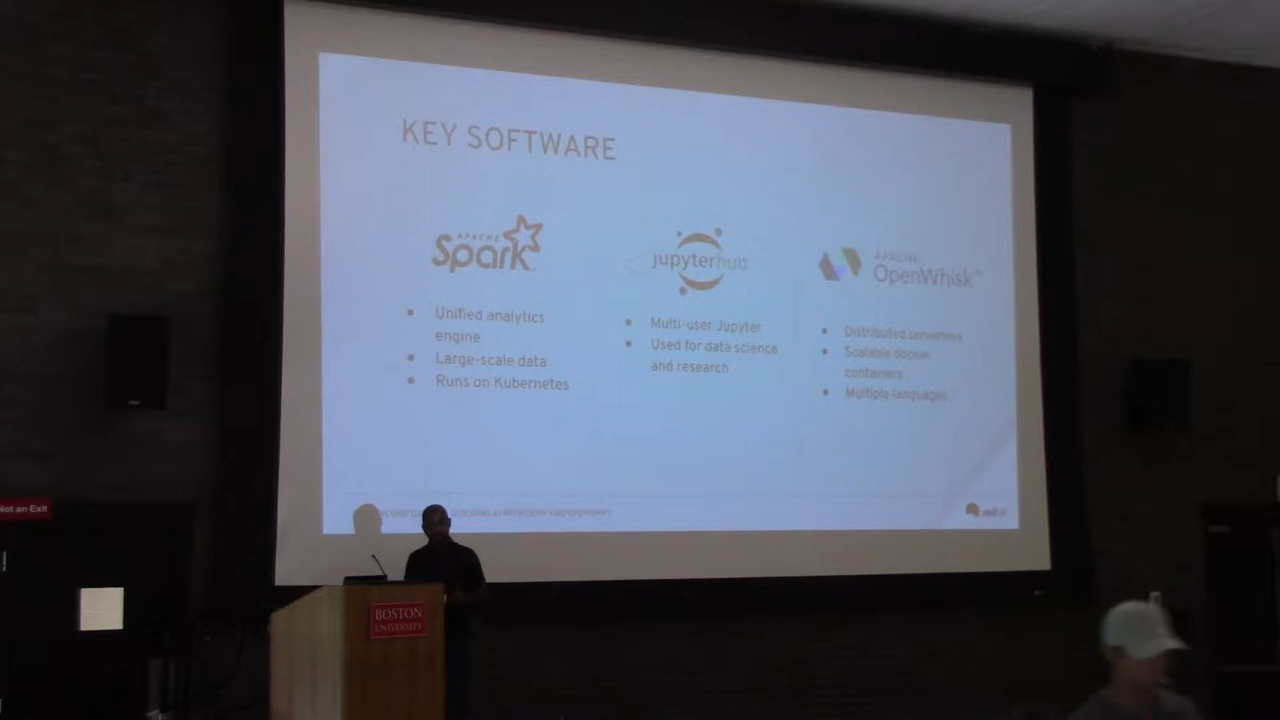 KEY SOFTWARE
APACHE
Spark
jupyterhub
APACHE
OpenWhisk™
• Unified analytics
engine
• Large-scale data
• Runs on Kubernetes
• Multi-user Jupyter
• Used for data science
and research
• Distributed serverless
• Scalable docker
containers
• Multiple languages
Not an Exit
BOSTON
UNIVERSITY